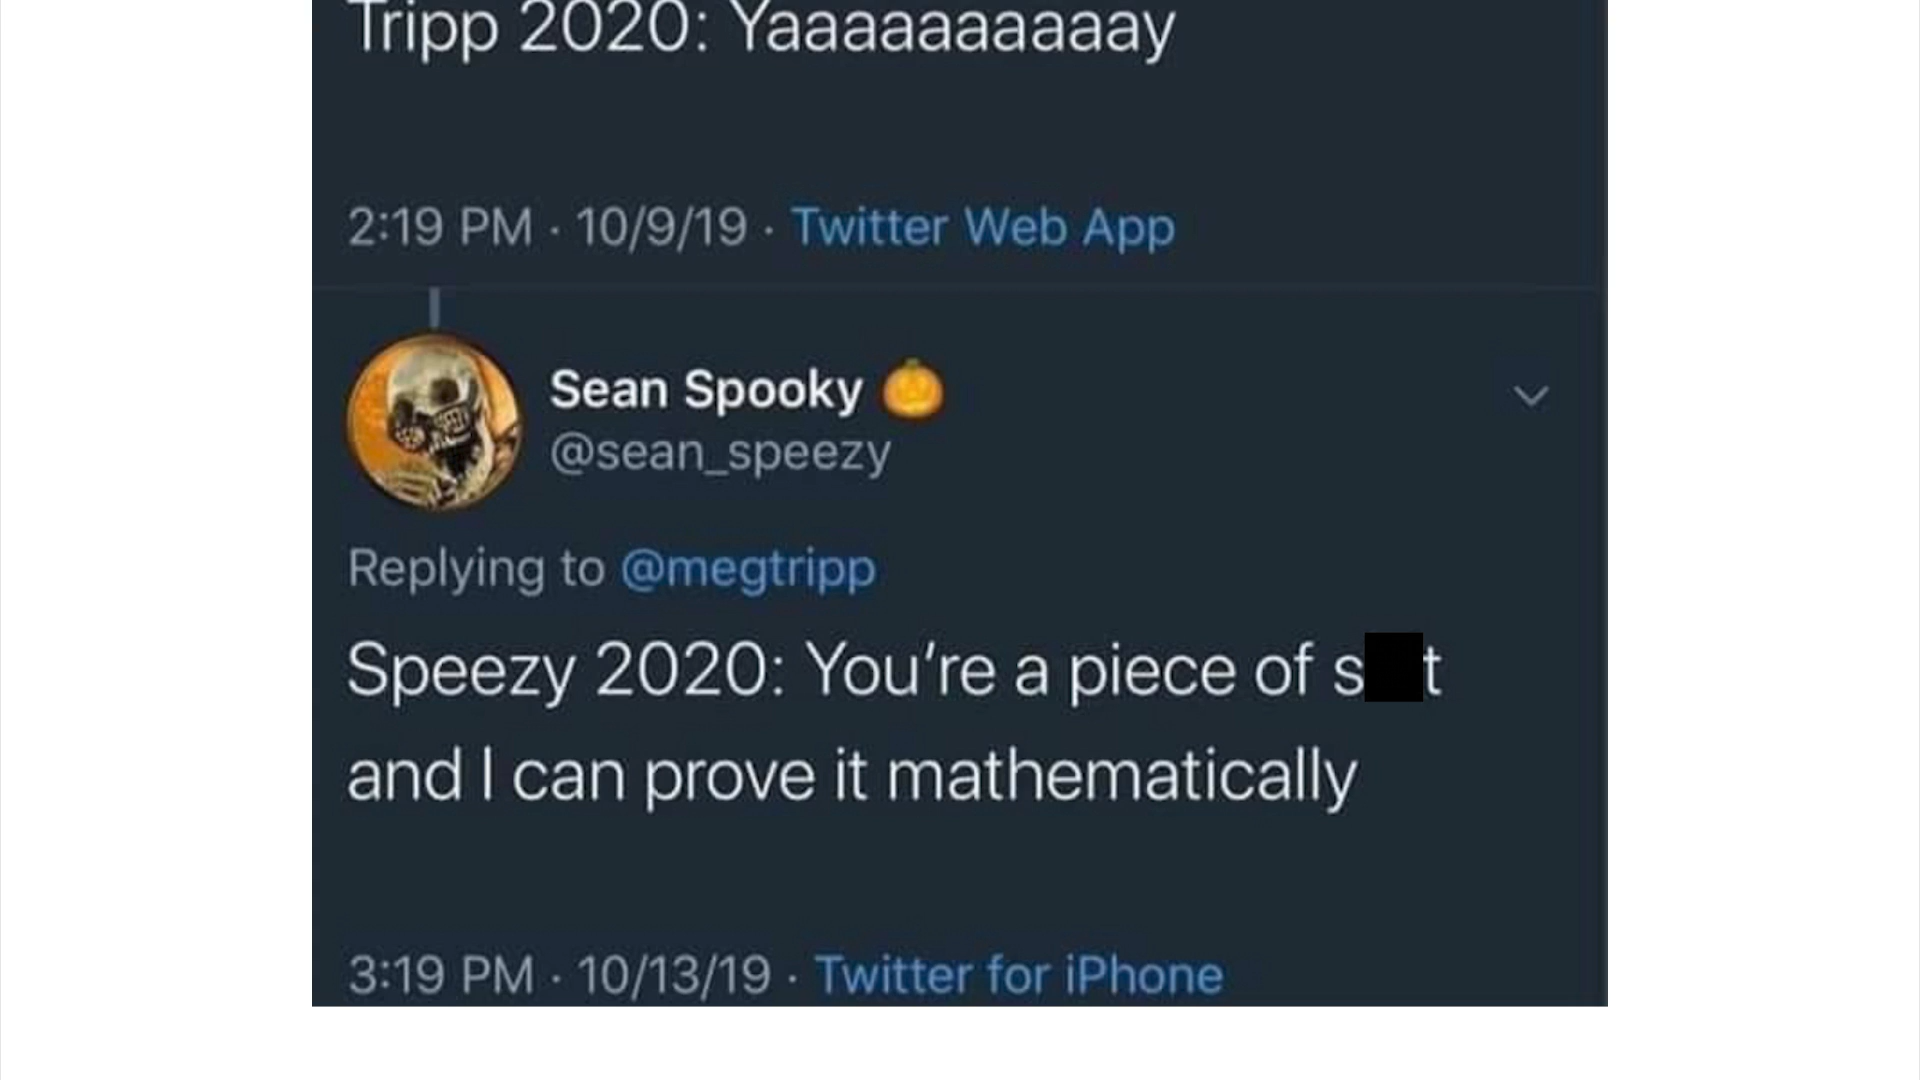 Tripp 2020: Yaaaaaaaaaaay
2:19 PM · 10/9/19 · Twitter Web App
Sean Spooky 🎃
@sean_speezy
Replying to @megtripp
Speezy 2020: You're a piece of s t
and I can prove it mathematically
3:19 PM · 10/13/19 · Twitter for iPhone